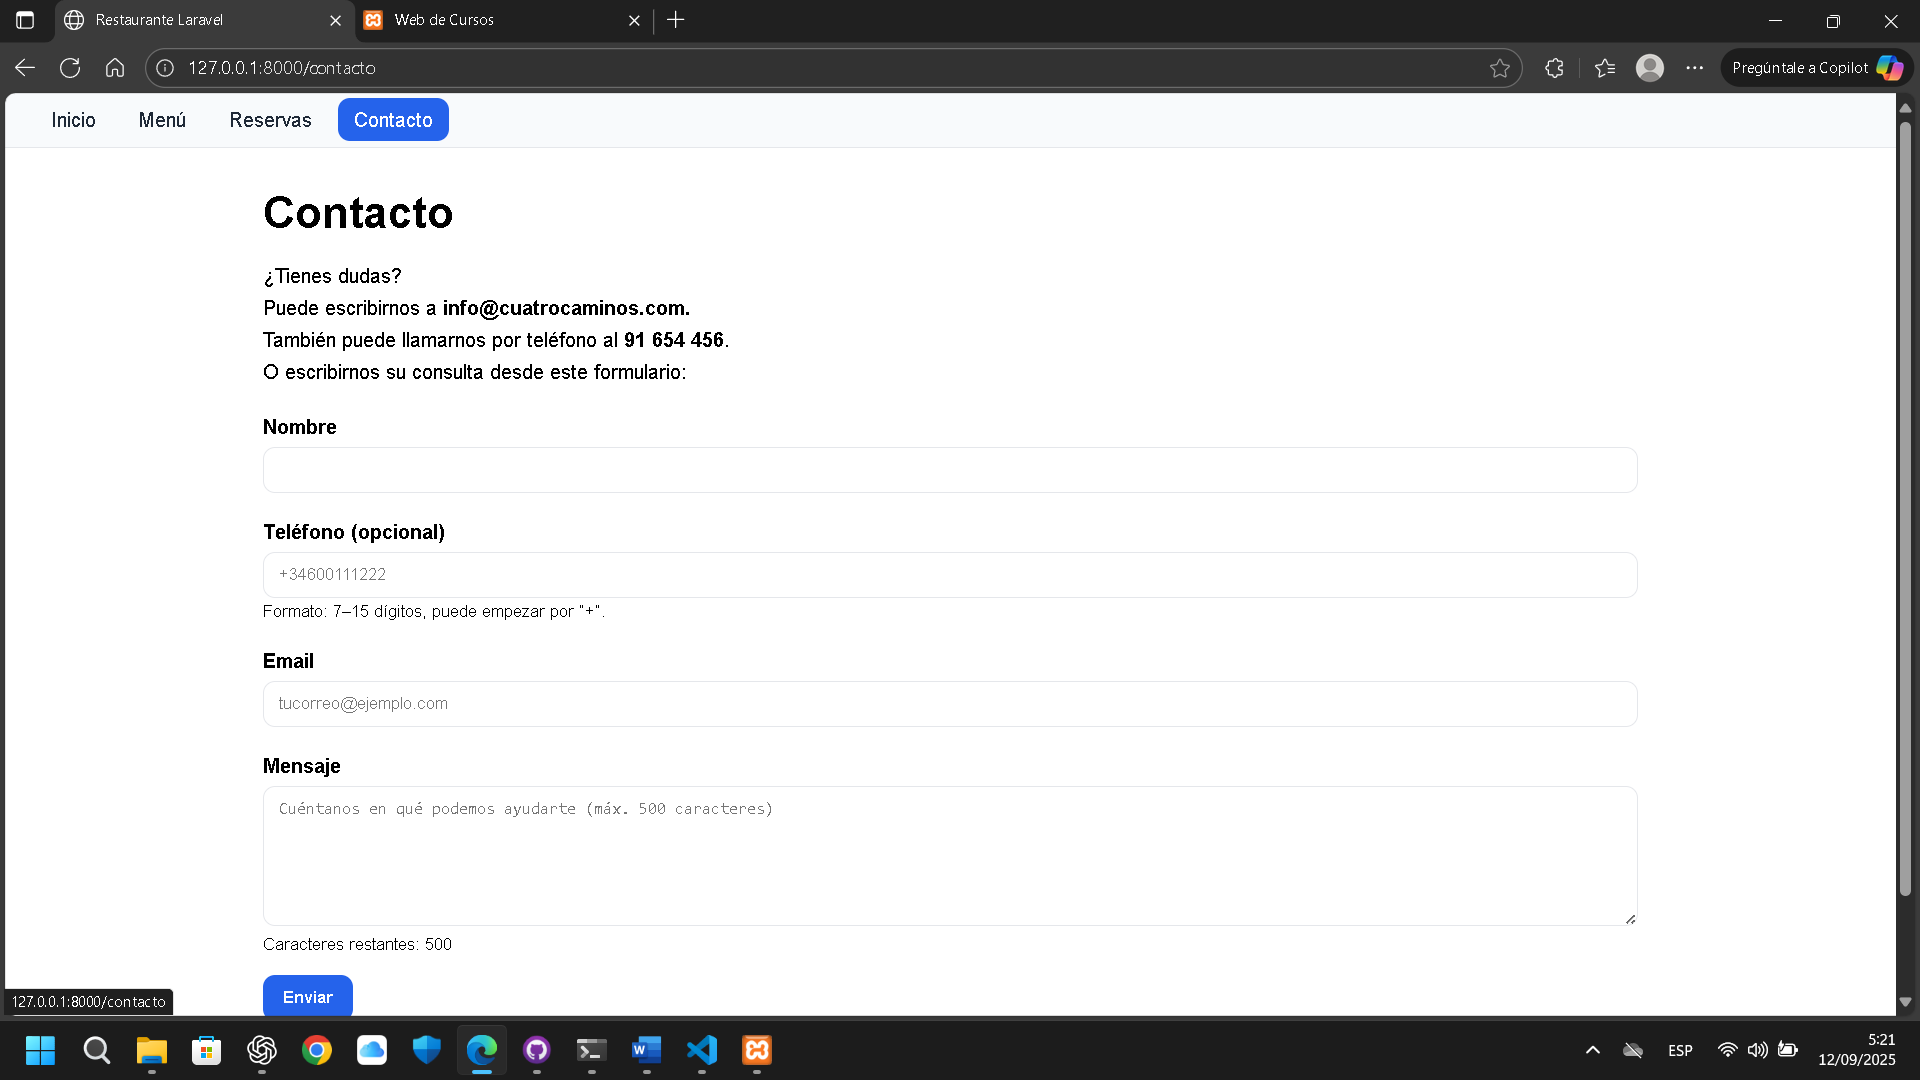 Restaurante Laravel
Web de Cursos
127.0.0.1:8000/contacto
Pregúntale a Copilot
Inicio
Menú
Reservas
Contacto
Contacto
¿Tienes dudas?
Puede escribirnos a info@cuatrocaminos.com.
También puede llamarnos por teléfono al 91 654 456.
O escribirnos su consulta desde este formulario:
Nombre
Teléfono (opcional)
+34600111222
Formato: 7–15 dígitos, puede empezar por "+".
Email
tucorreo@ejemplo.com
Mensaje
Cuéntanos en qué podemos ayudarte (máx. 500 caracteres)
Caracteres restantes: 500
Enviar
127.0.0.1:8000/contacto
ESP
5:21
12/09/2025